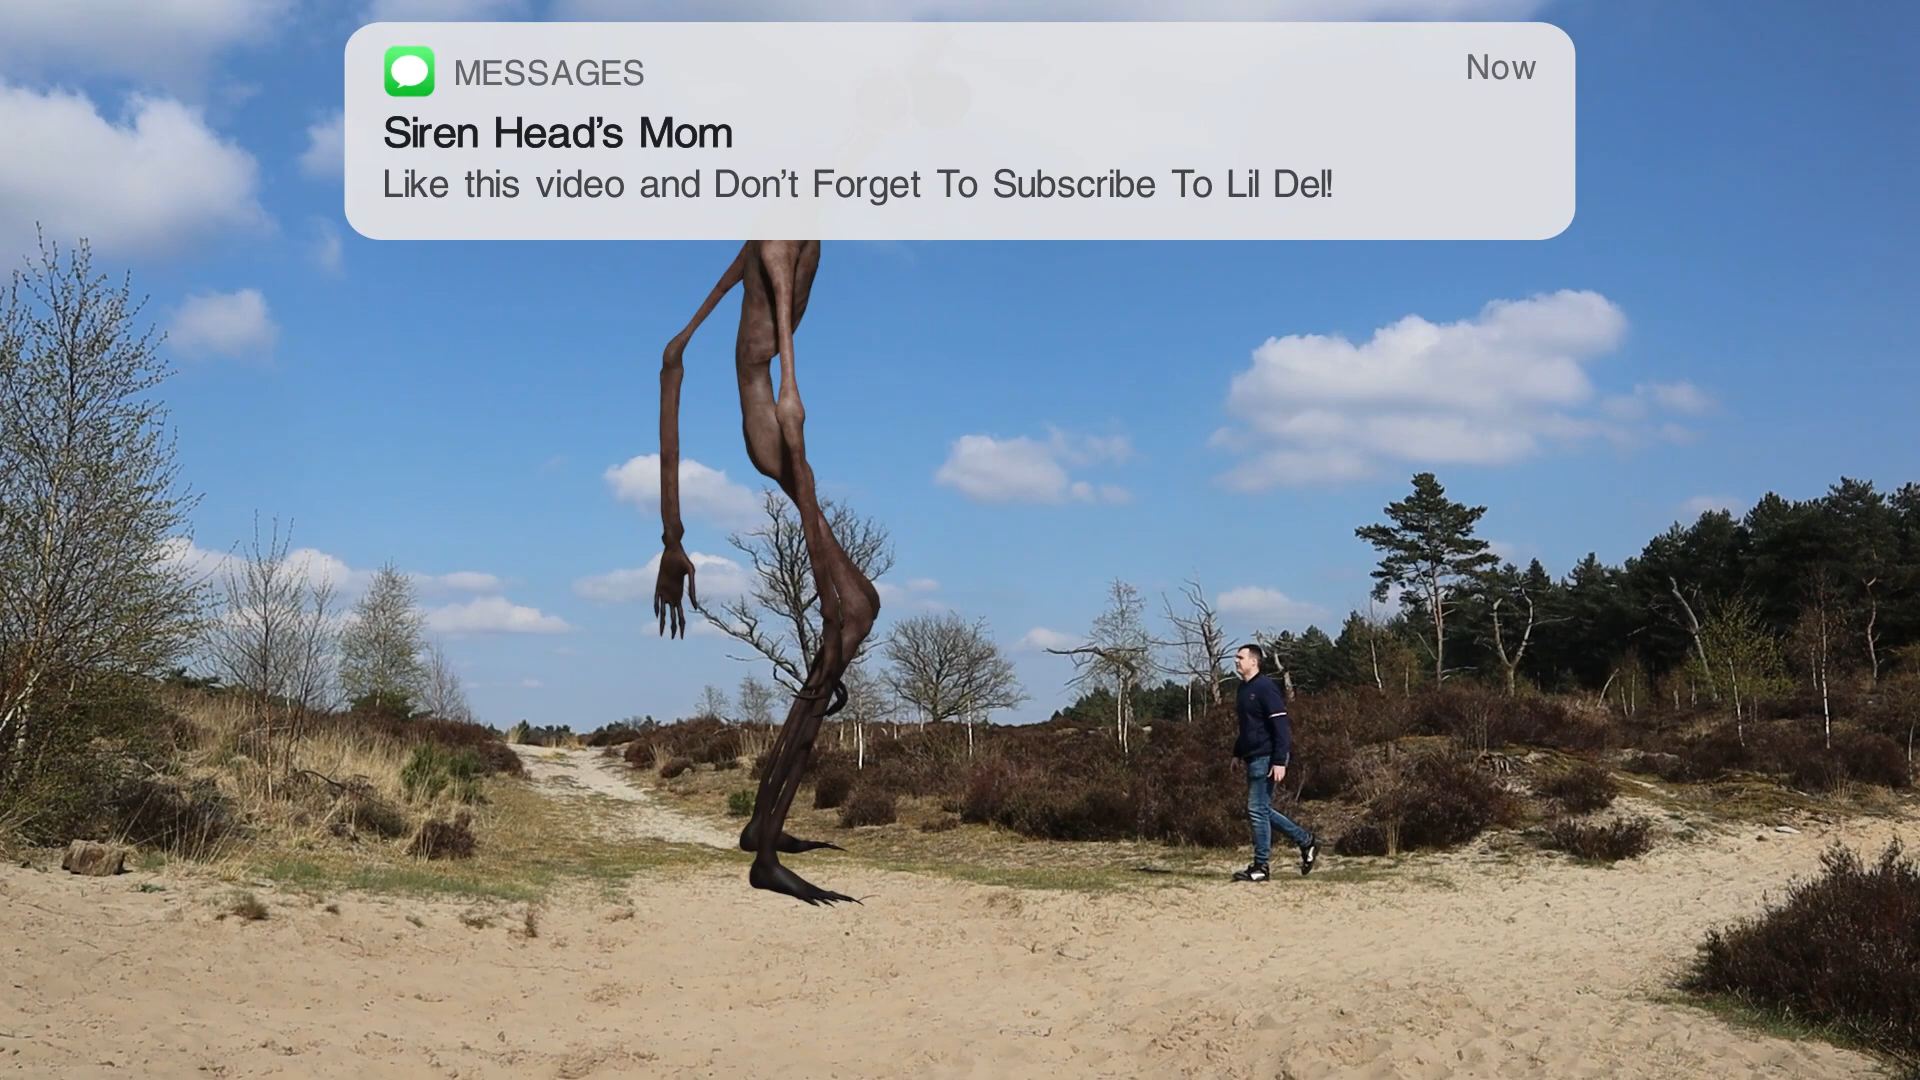 MESSAGES
Now
Siren Head's Mom
Like this video and Don't Forget To Subscribe To Lil Del!